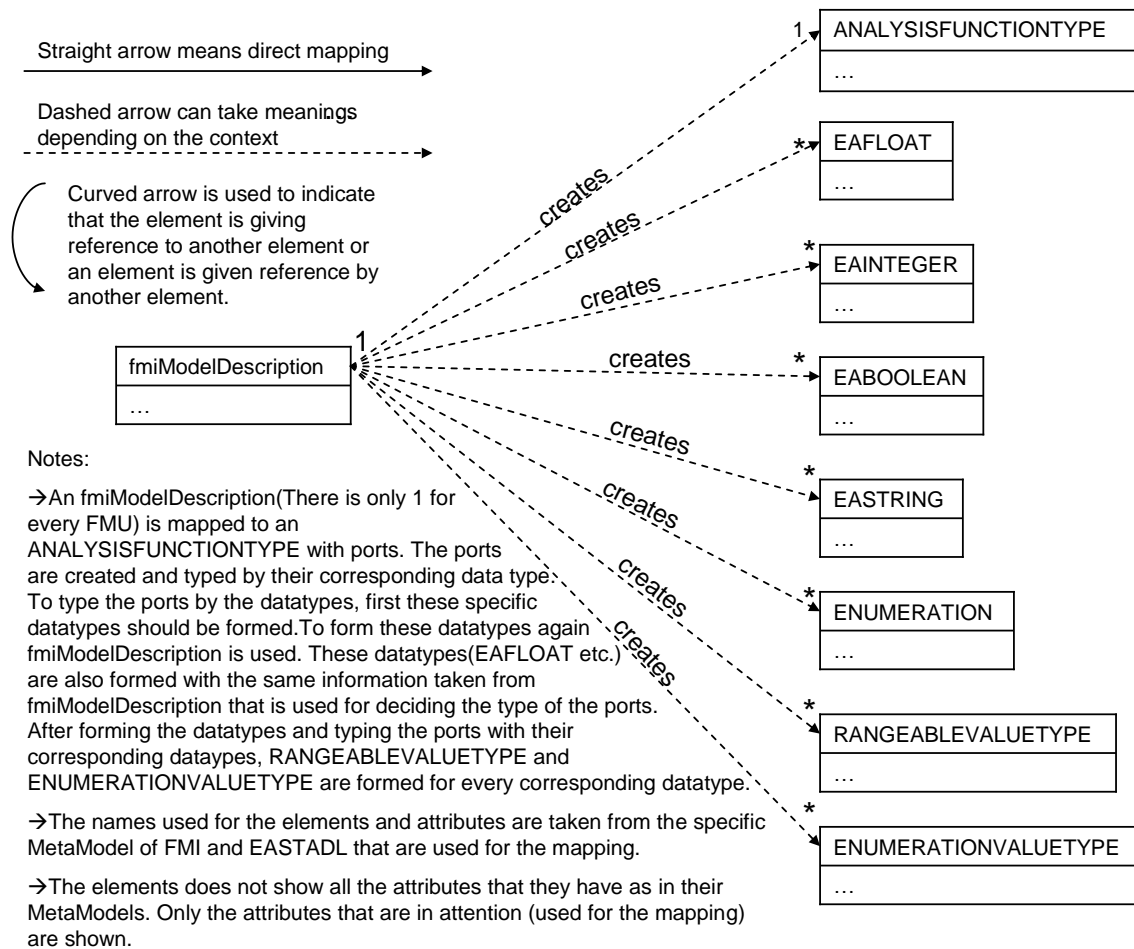 Straight arrow means direct mapping
Dashed arrow can take meanings
depending on the context
Curved arrow is used to indicate
that the element is giving
reference to another element or
an element is given reference by
another element.
1
fmiModelDescription
…
creates
1
ANALYSISFUNCTIONTYPE
…
creates
*
EAFLOAT
…
creates
*
EAINTEGER
…
creates
*
EABOOLEAN
…
creates
*
EASTRING
…
creates
*
ENUMERATION
…
creates
*
RANGEABLEVALUETYPE
…
creates
*
ENUMERATIONVALUETYPE
…
Notes:
→An fmiModelDescription(There is only 1 for
every FMU) is mapped to an
ANALYSISFUNCTIONTYPE with ports. The ports
are created and typed by their corresponding data type.
To type the ports by the datatypes, first these specific
datatypes should be formed.To form these datatypes again
fmiModelDescription is used. These datatypes(EAFLOAT etc.)
are also formed with the same information taken from
fmiModelDescription that is used for deciding the type of the ports.
After forming the datatypes and typing the ports with their
corresponding dataypes, RANGEABLEVALUETYPE and
ENUMERATIONVALUETYPE are formed for every corresponding datatype.
→The names used for the elements and attributes are taken from the specific
MetaModel of FMI and EASTADL that are used for the mapping.
→The elements does not show all the attributes that they have as in their
MetaModels. Only the attributes that are in attention (used for the mapping)
are shown.